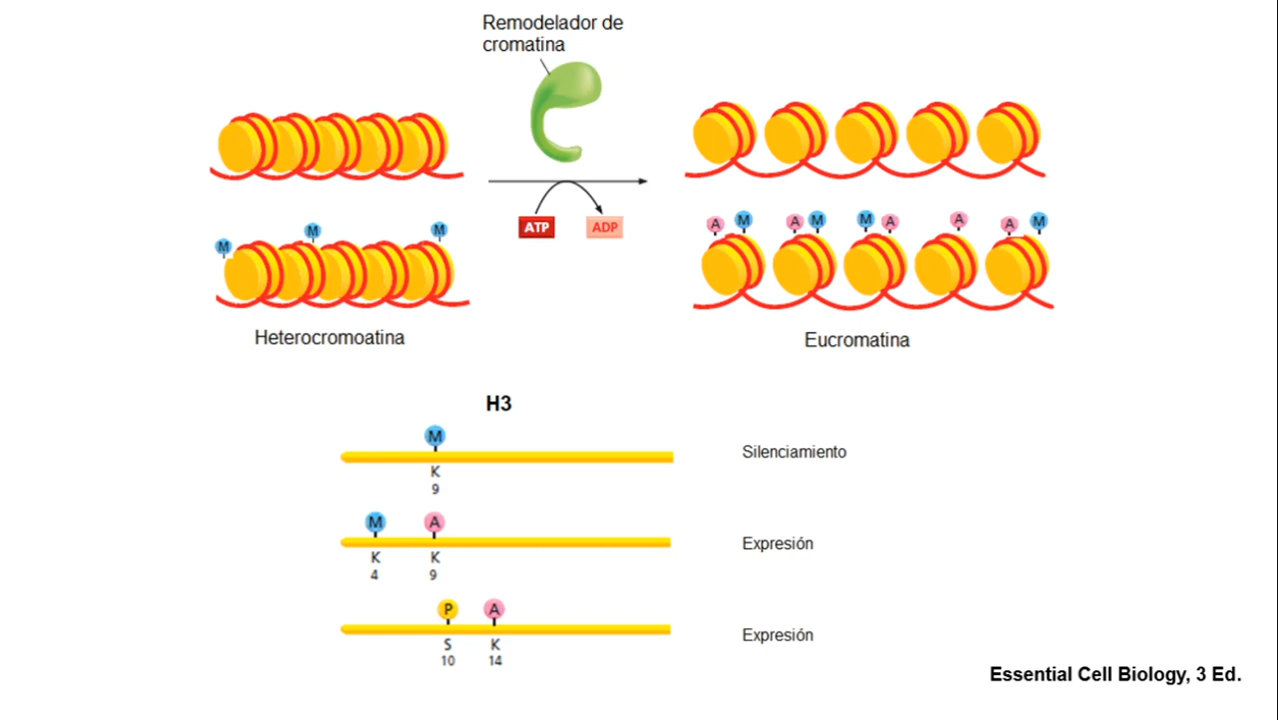 Remodelador de
cromatina
ATP
ADP
M
M
M
A
M
A
M
M
A
A
A
M
Heterocromoatina
Eucromatina
H3
M
K
9
Silenciamiento
M
A
K
K
4
9
Expresión
P
A
S
K
10
14
Expresión
Essential Cell Biology, 3 Ed.